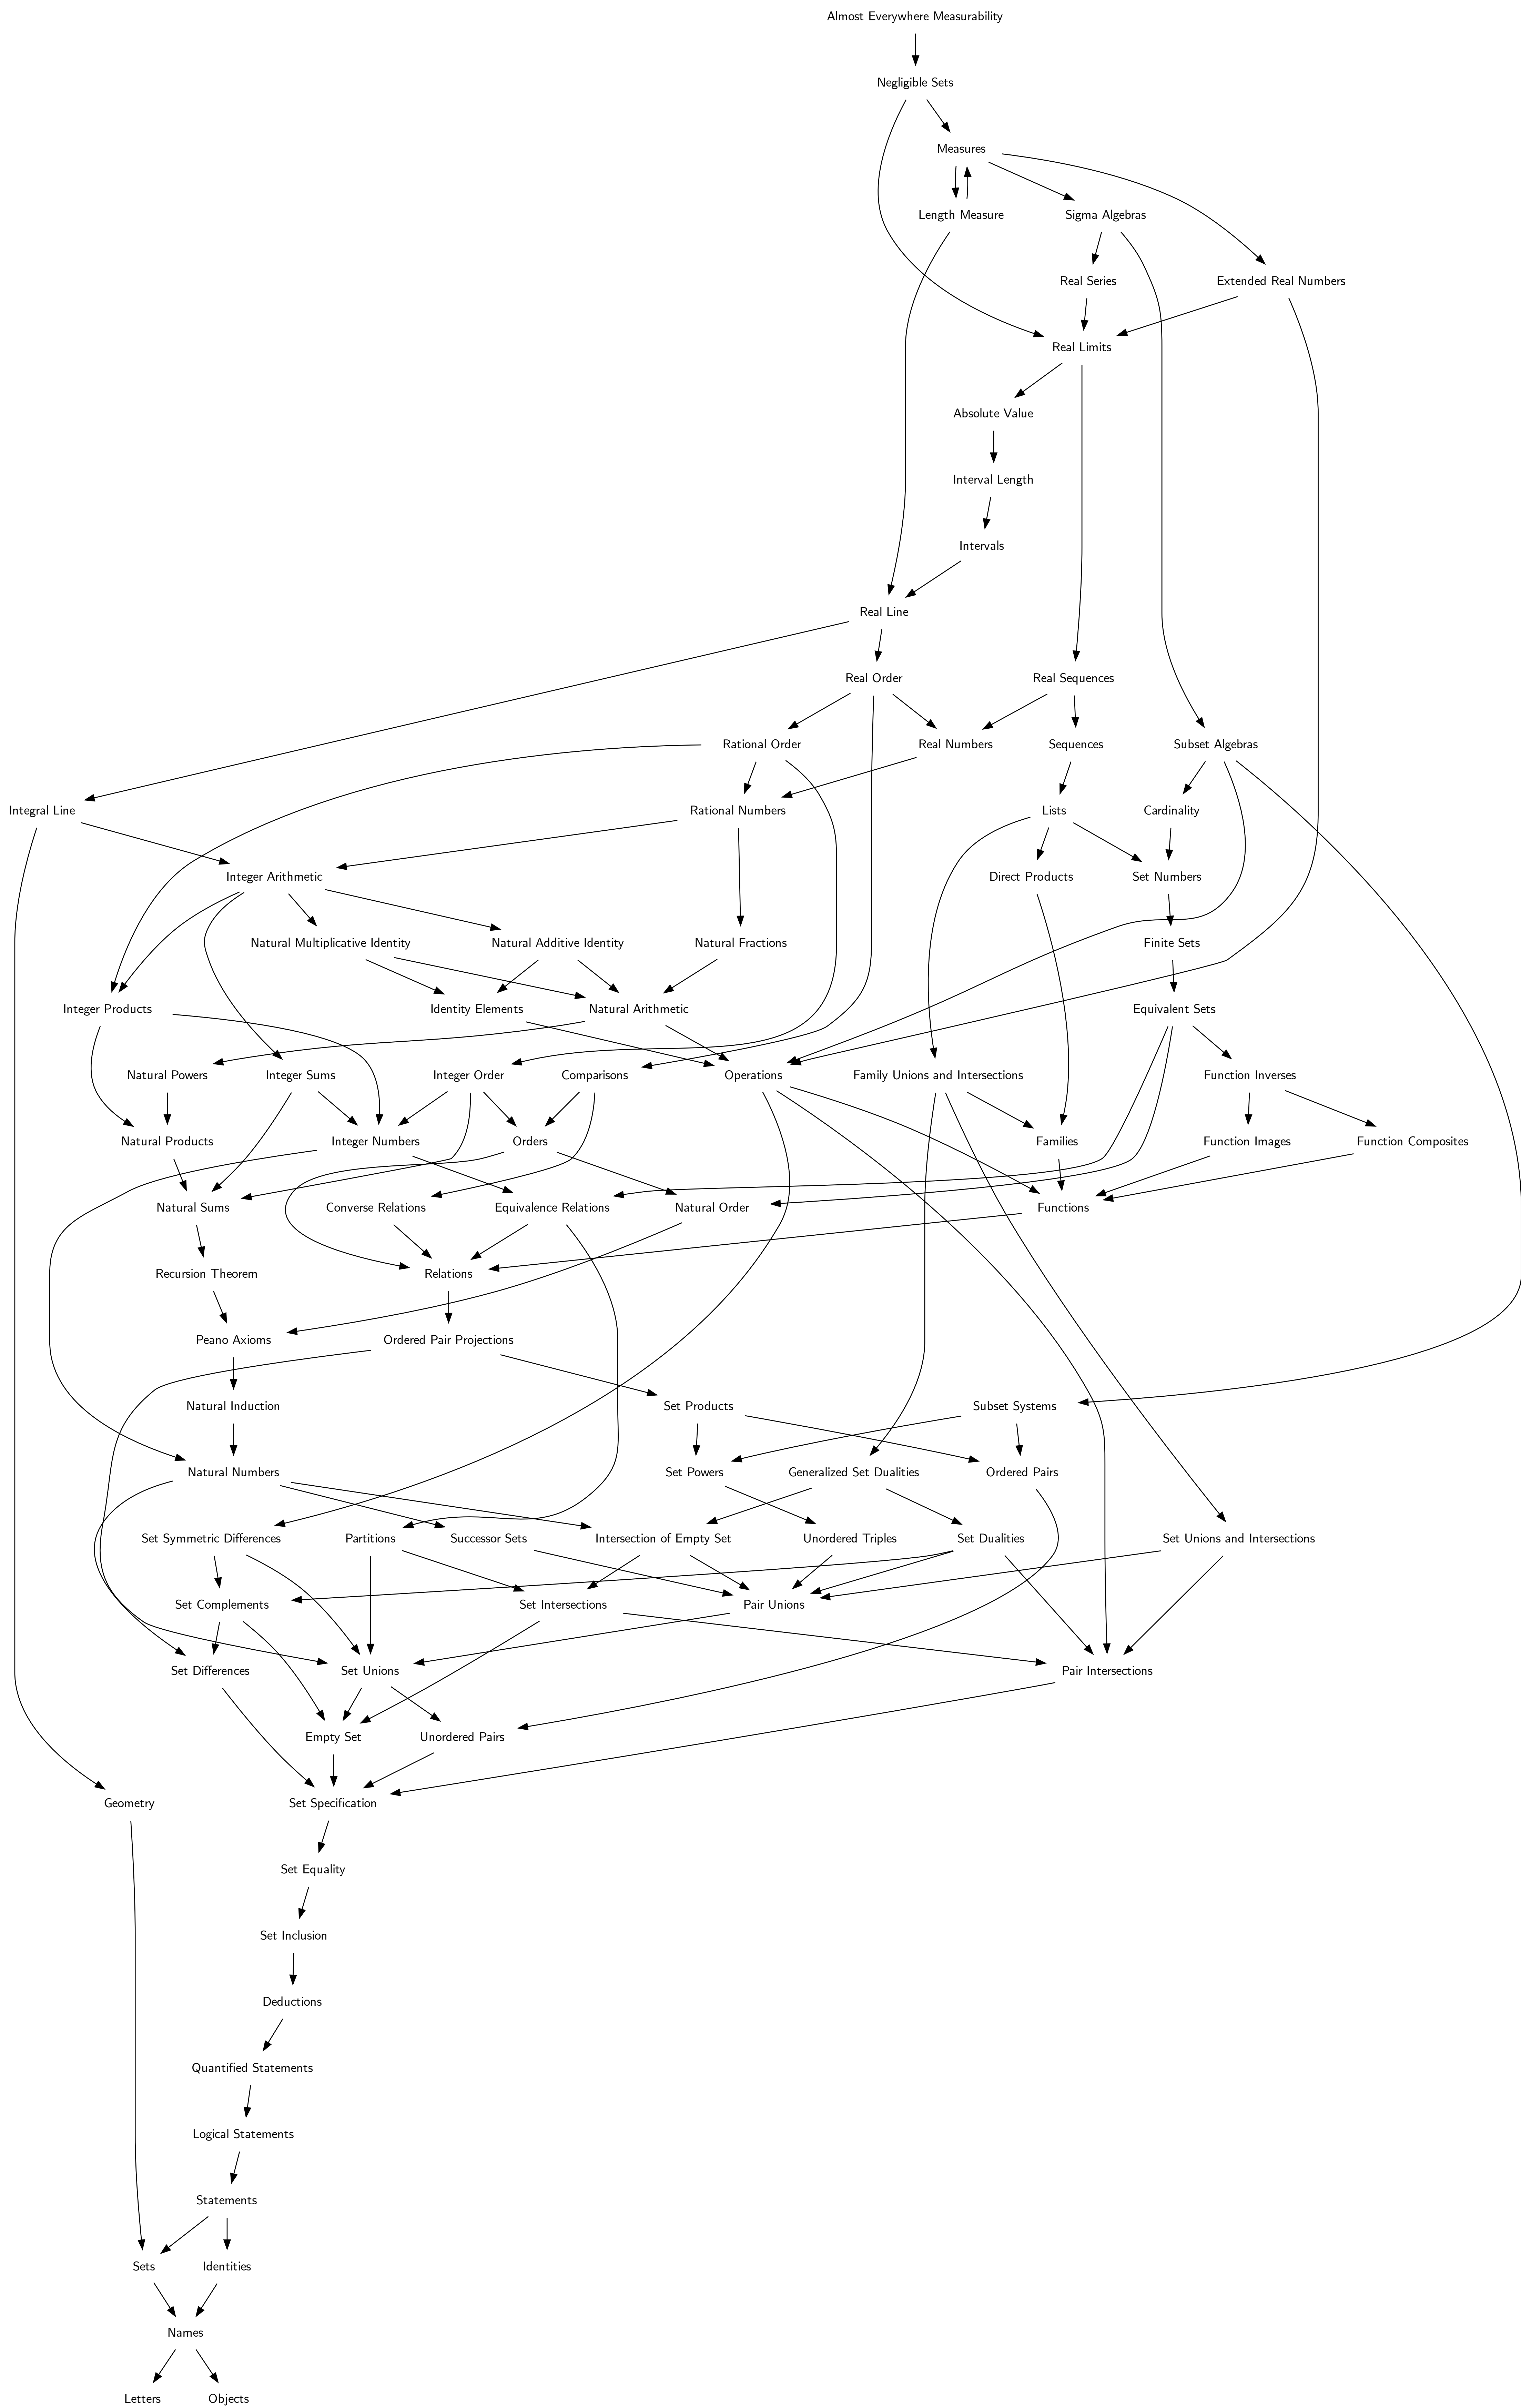 Almost Everywhere Measurability
Negligible Sets
Measures
Length Measure
Sigma Algebras
Real Series
Extended Real Numbers
Real Limits
Absolute Value
Interval Length
Intervals
Real Line
Real Order
Real Sequences
Rational Order
Real Numbers
Sequences
Subset Algebras
Integral Line
Rational Numbers
Lists
Cardinality
Integer Arithmetic
Direct Products
Set Numbers
Natural Multiplicative Identity
Natural Additive Identity
Natural Fractions
Finite Sets
Integer Products
Identity Elements
Natural Arithmetic
Equivalent Sets
Natural Powers
Integer Sums
Integer Order
Comparisons
Operations
Family Unions and Intersections
Function Inverses
Natural Products
Integer Numbers
Orders
Families
Function Images
Function Composites
Natural Sums
Converse Relations
Equivalence Relations
Natural Order
Functions
Recursion Theorem
Relations
Peano Axioms
Ordered Pair Projections
Natural Induction
Set Products
Subset Systems
Natural Numbers
Set Powers
Generalized Set Dualities
Ordered Pairs
Set Symmetric Differences
Partitions
Successor Sets
Intersection of Empty Set
Unordered Triples
Set Dualities
Set Unions and Intersections
Set Complements
Set Intersections
Pair Unions
Set Differences
Set Unions
Pair Intersections
Empty Set
Unordered Pairs
Geometry
Set Specification
Set Equality
Set Inclusion
Deductions
Quantified Statements
Logical Statements
Statements
Sets
Identities
Names
Letters
Objects